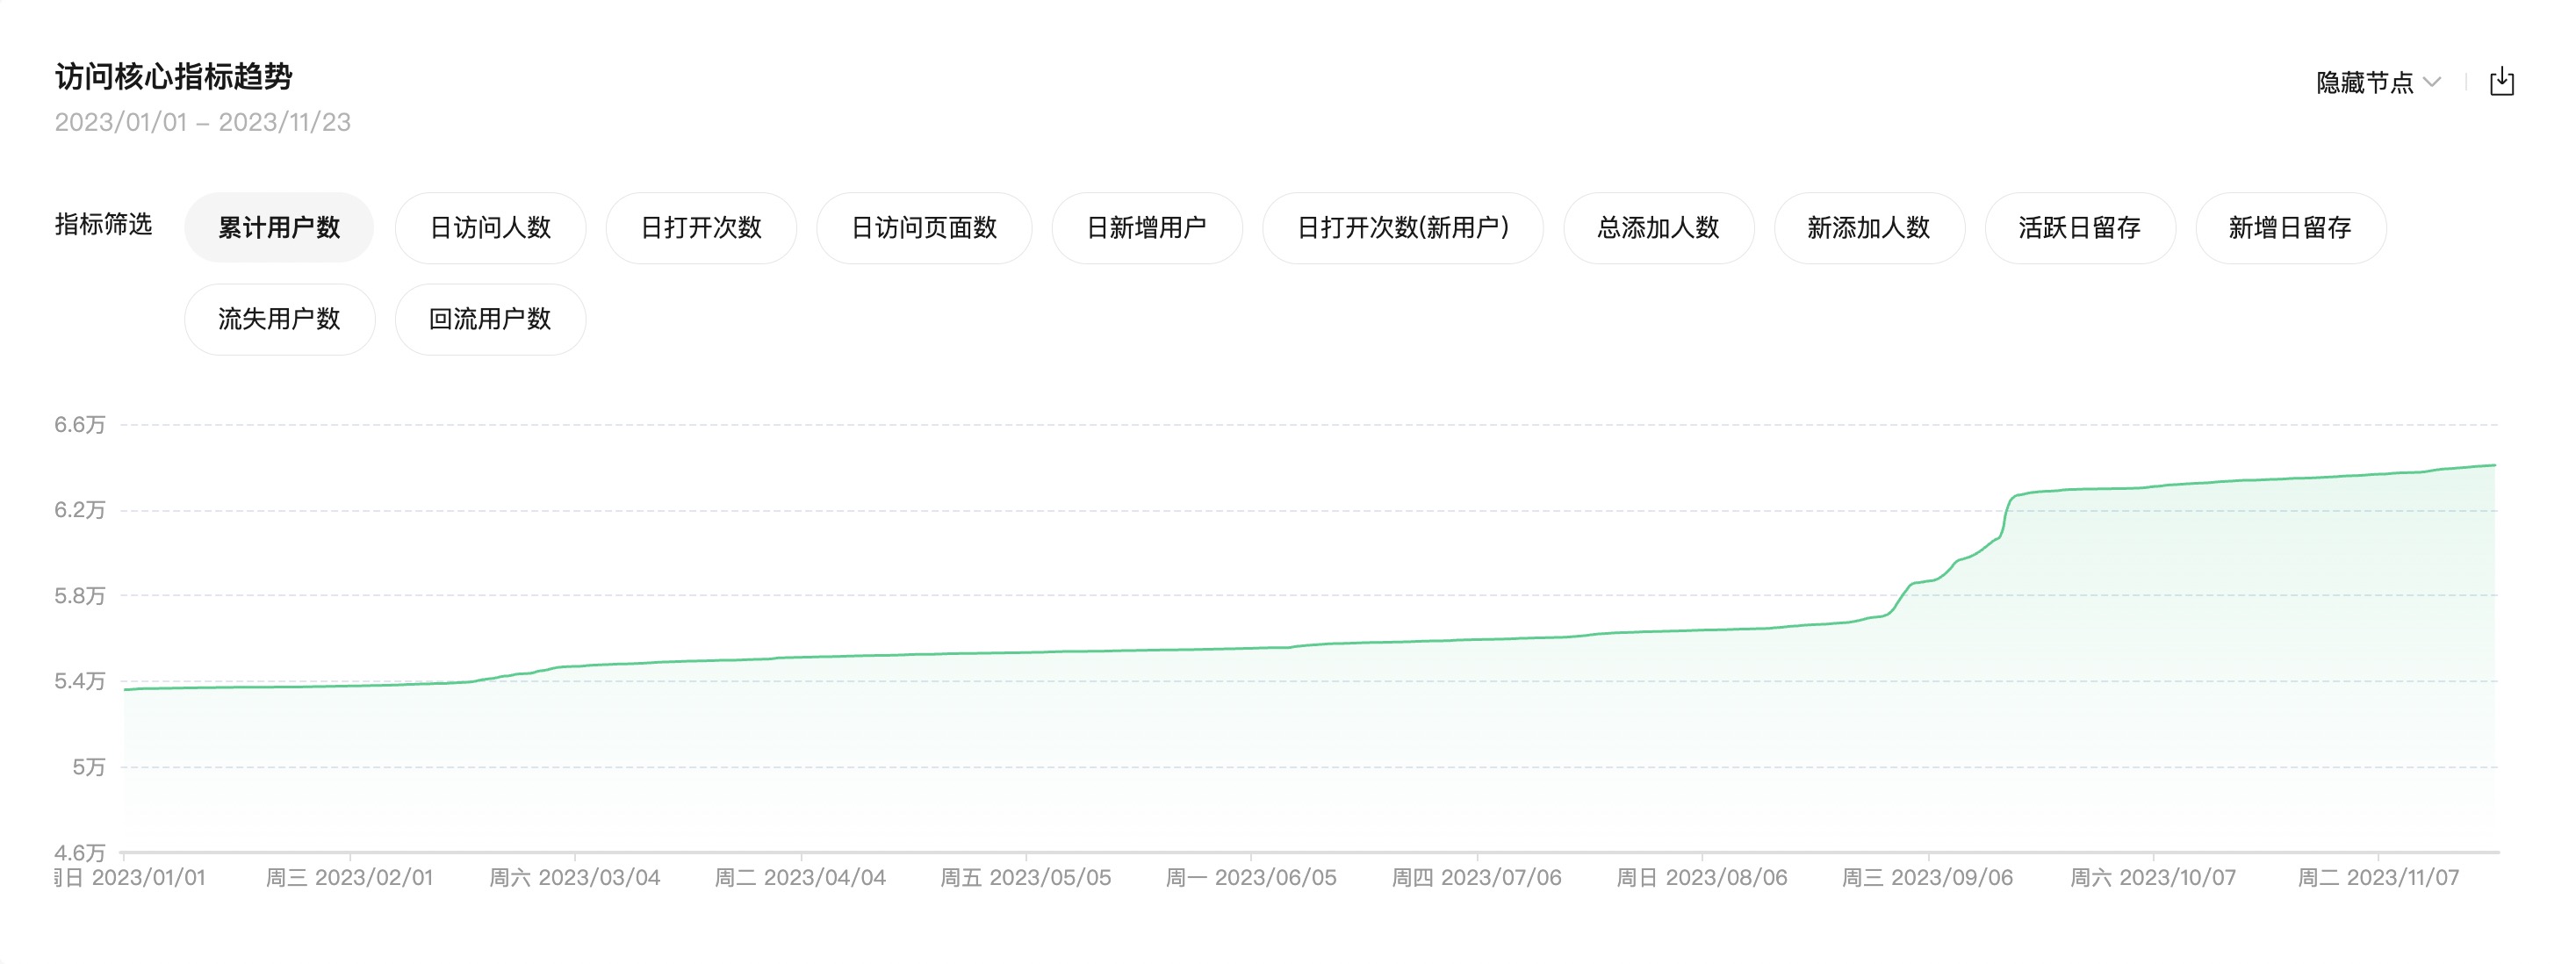 访问核心指标趋势
隐藏节点
2023/01/01 – 2023/11/23
指标筛选 累计用户数 日访问人数 日打开次数 日访问页面数 日新增用户 日打开次数(新用户) 总添加人数 新添加人数 活跃日留存 新增日留存
流失用户数 回流用户数
6.6万
6.2万
5.8万
5.4万
5万
4.6万
周日 2023/01/01 周三 2023/02/01 周六 2023/03/04 周二 2023/04/04 周五 2023/05/05 周一 2023/06/05 周四 2023/07/06 周日 2023/08/06 周三 2023/09/06 周六 2023/10/07 周二 2023/11/07